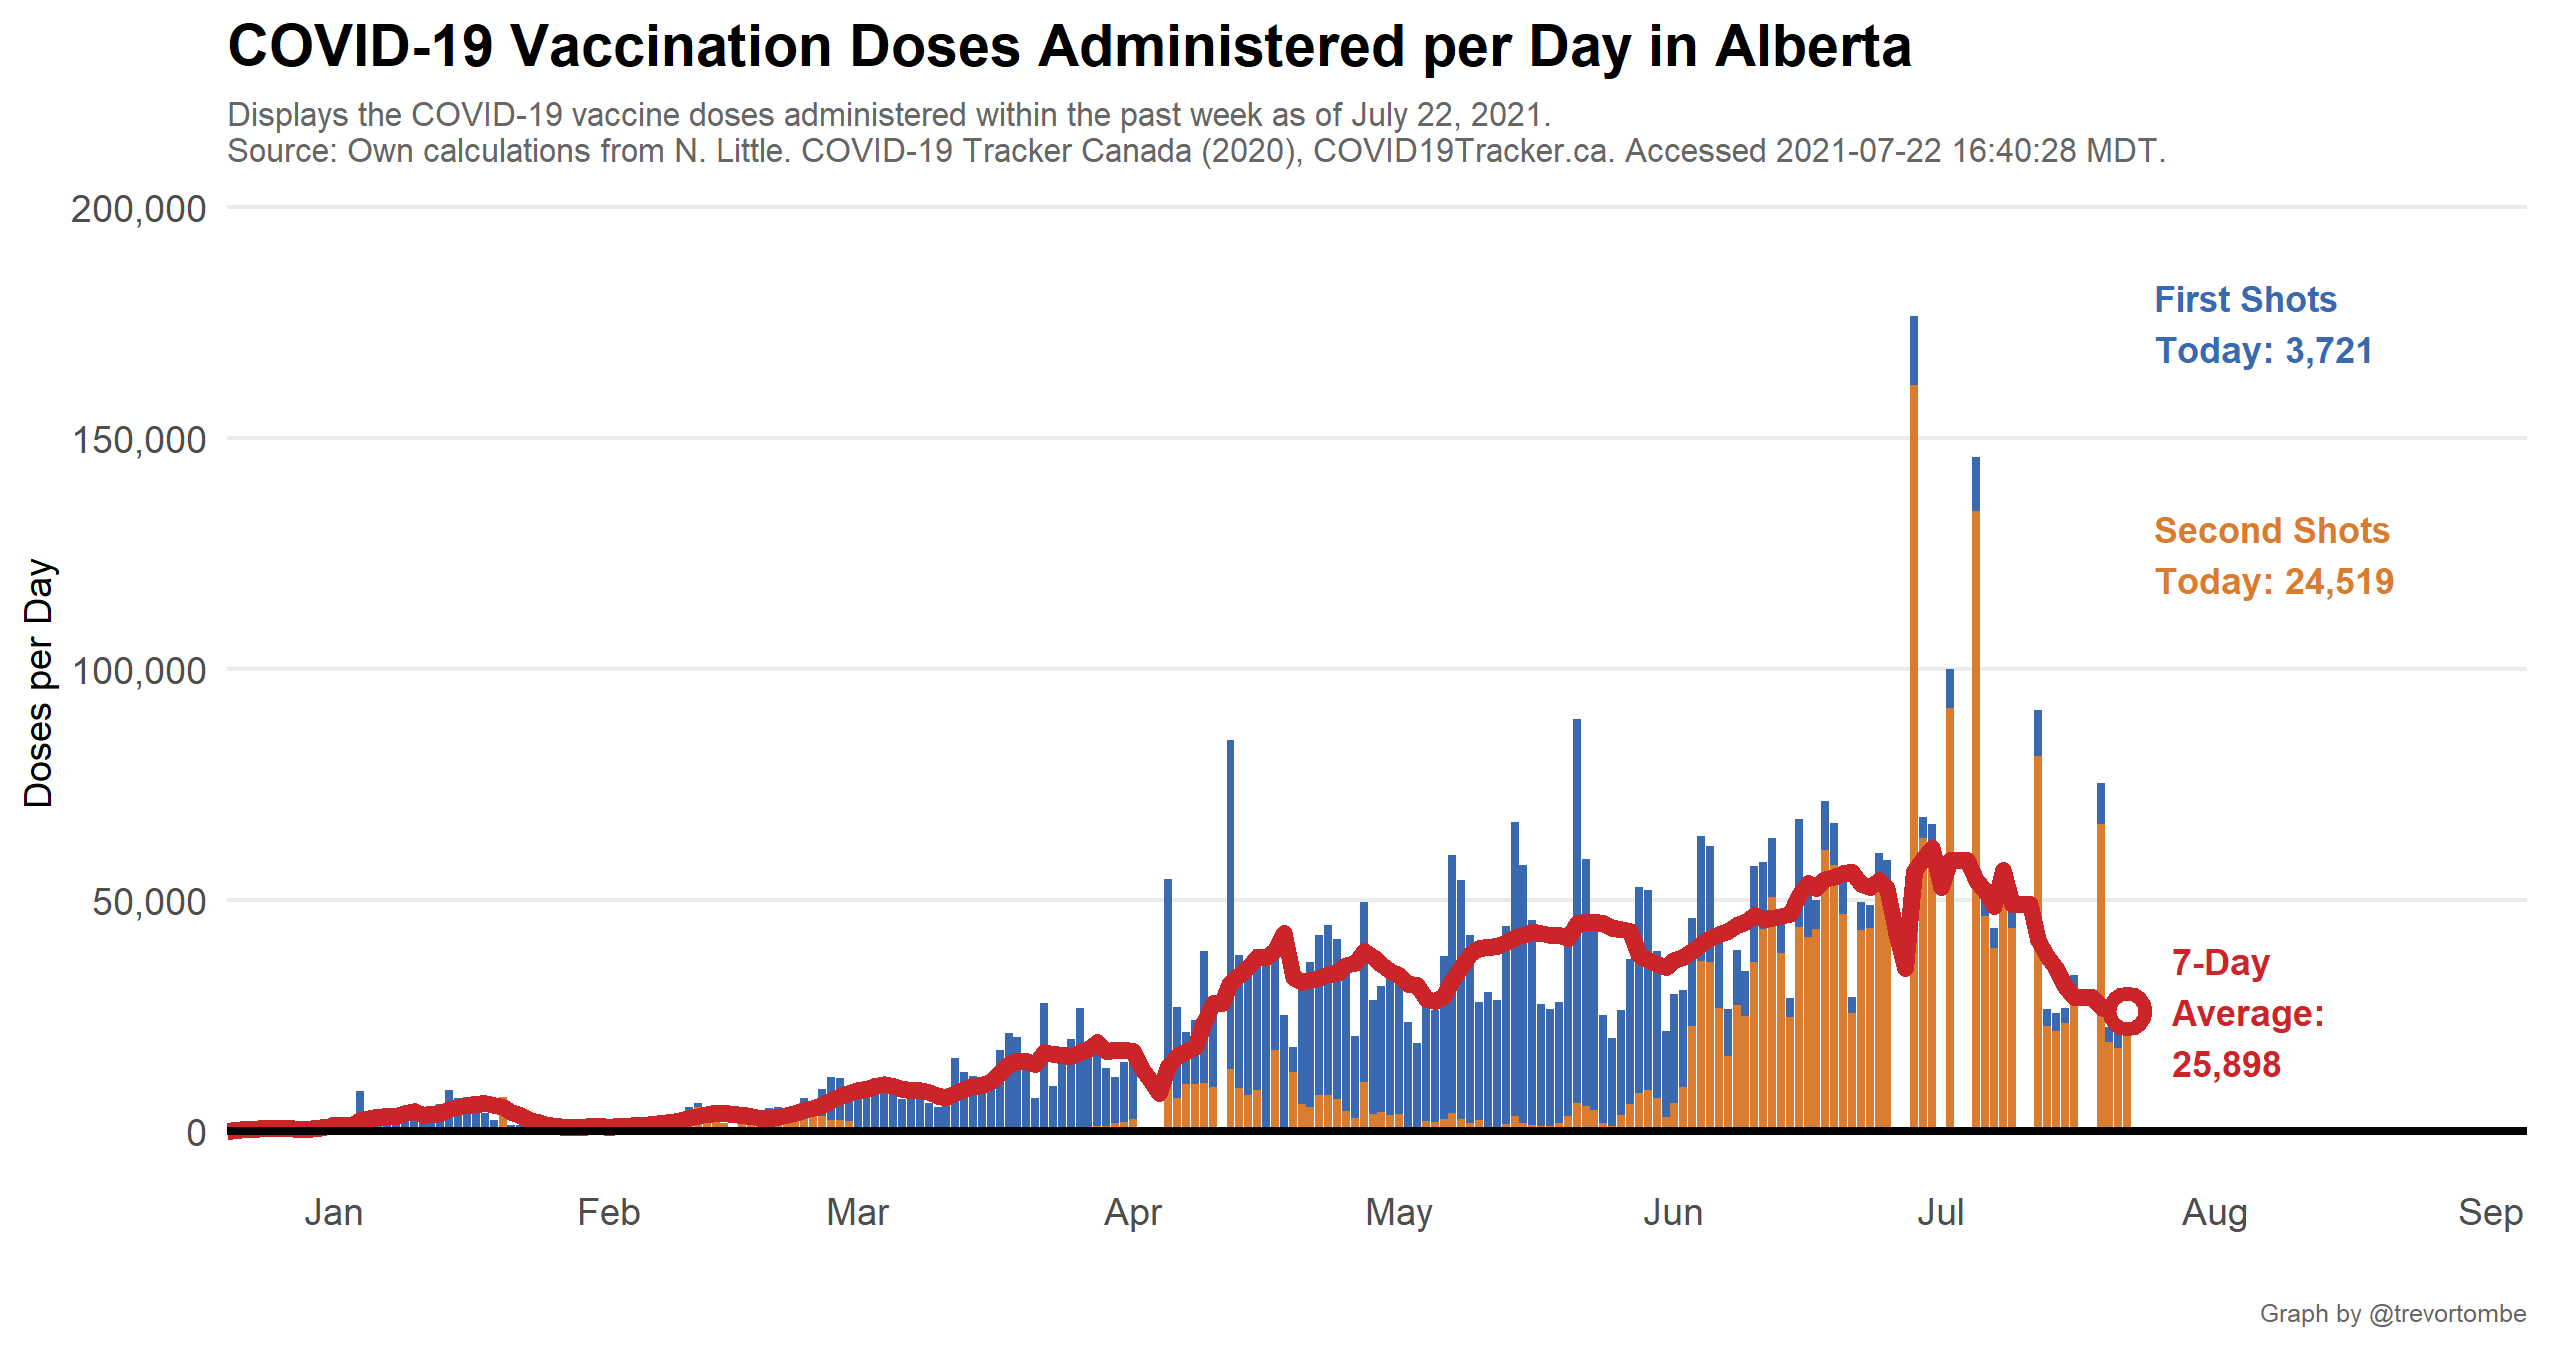 COVID-19 Vaccination Doses Administered per Day in Alberta
Displays the COVID-19 vaccine doses administered within the past week as of July 22, 2021.
Source: Own calculations from N. Little. COVID-19 Tracker Canada (2020), COVID19Tracker.ca. Accessed 2021-07-22 16:40:28 MDT.
200,000
150,000
100,000
50,000
0
Doses per Day
First Shots
Today: 3,721
Second Shots
Today: 24,519
7-Day
Average:
25,898
Jan Feb Mar Apr May Jun Jul Aug Sep
Graph by @trevortombe